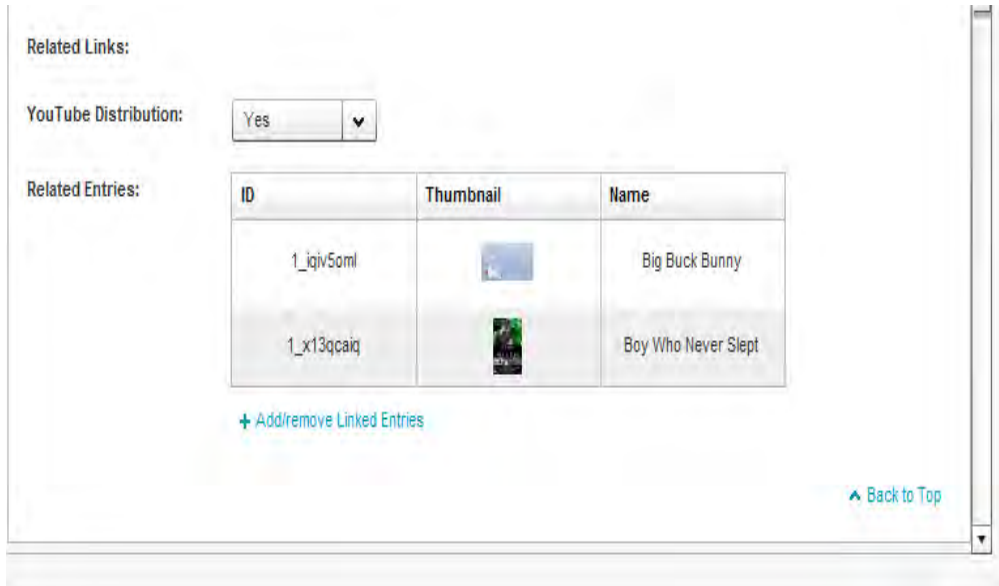 Related Links:
YouTube Distribution: Yes
Related Entries:
ID Thumbnail Name
1_iqiv5oml Big Buck Bunny
1_x13qcaiq Boy Who Never Slept
+ Add/remove Linked Entries
Back to Top